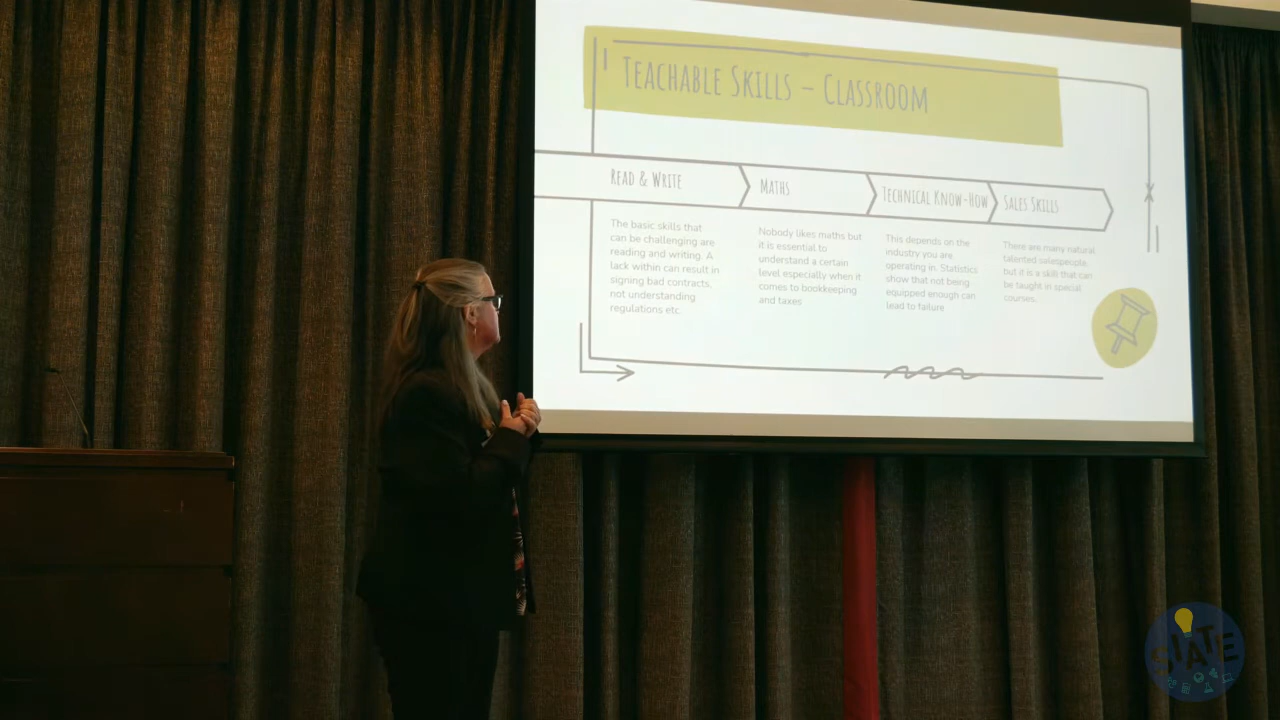 TEACHABLE SKILLS – CLASSROOM
READ & WRITE
MATHS
TECHNICAL KNOW-HOW
SALES SKILLS
The basic skills that
can be challenging are
reading and writing. A
lack within can result in
signing bad contracts,
not understanding
regulations etc.
Nobody likes maths but
it is essential to
understand a certain
level especially when it
comes to bookkeeping
and taxes
This depends on the
industry you are
operating in. Statistics
show that not being
equipped enough can
lead to failure
There are many natural
talented salespeople,
but it is a skill that can
be taught in special
courses.
STATE